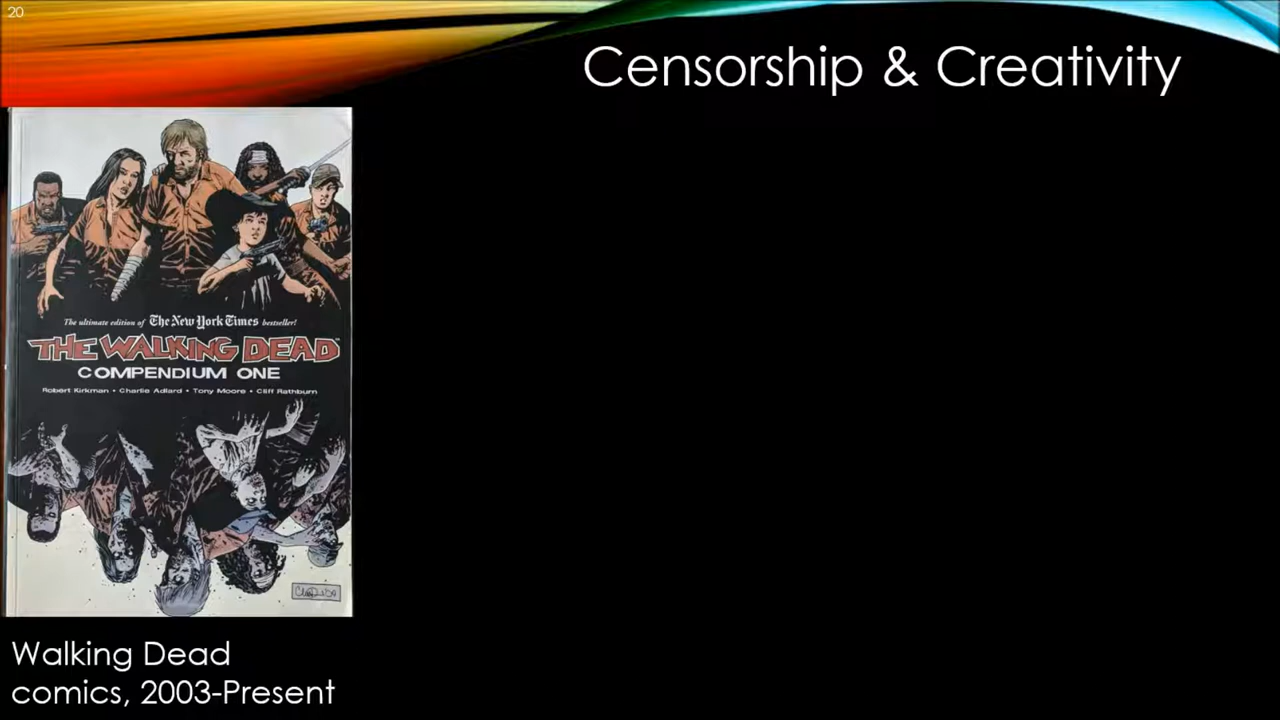 20
Censorship & Creativity
The ultimate edition of The New York Times bestseller!
THE WALKING DEAD
COMPENDIUM ONE
Robert Kirkman • Charlie Adlard • Tony Moore • Cliff Rathburn
Walking Dead
comics, 2003-Present